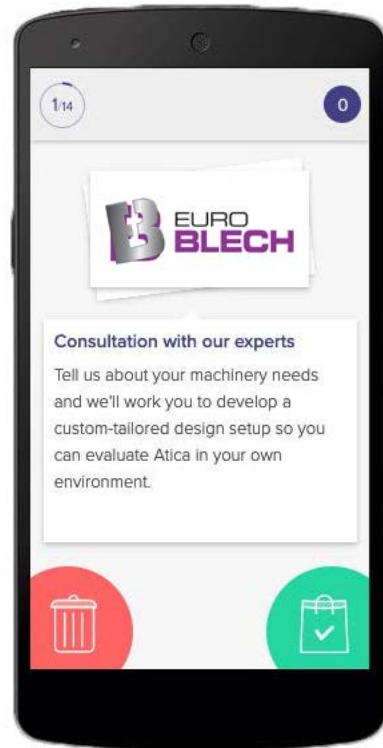 1/14
0
EURO
BLECH
Consultation with our experts
Tell us about your machinery needs
and we'll work you to develop a
custom-tailored design setup so you
can evaluate Atica in your own
environment.